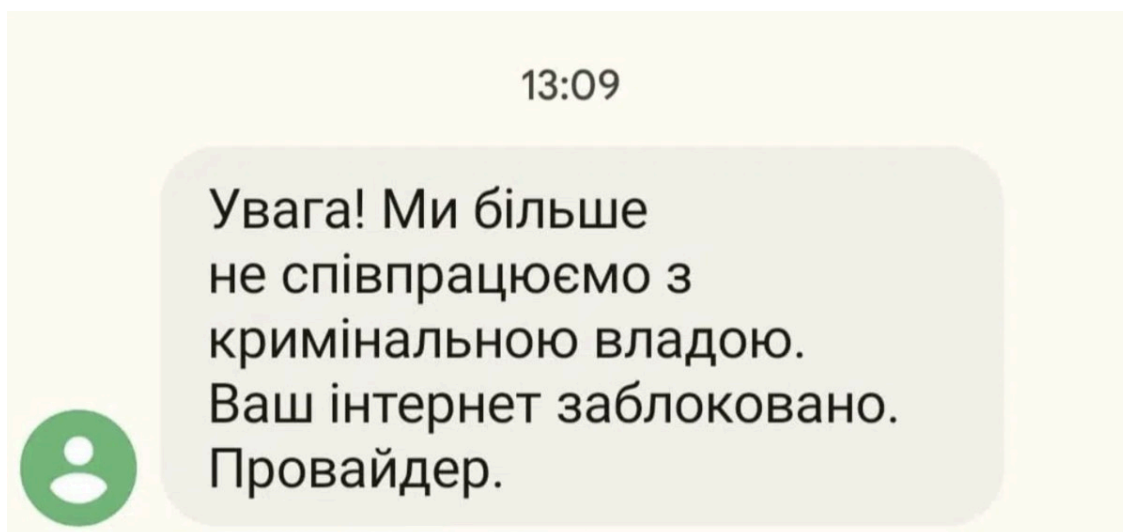 13:09
Увага! Ми більше
не співпрацюємо з
кримінальною владою.
Ваш інтернет заблоковано.
Провайдер.